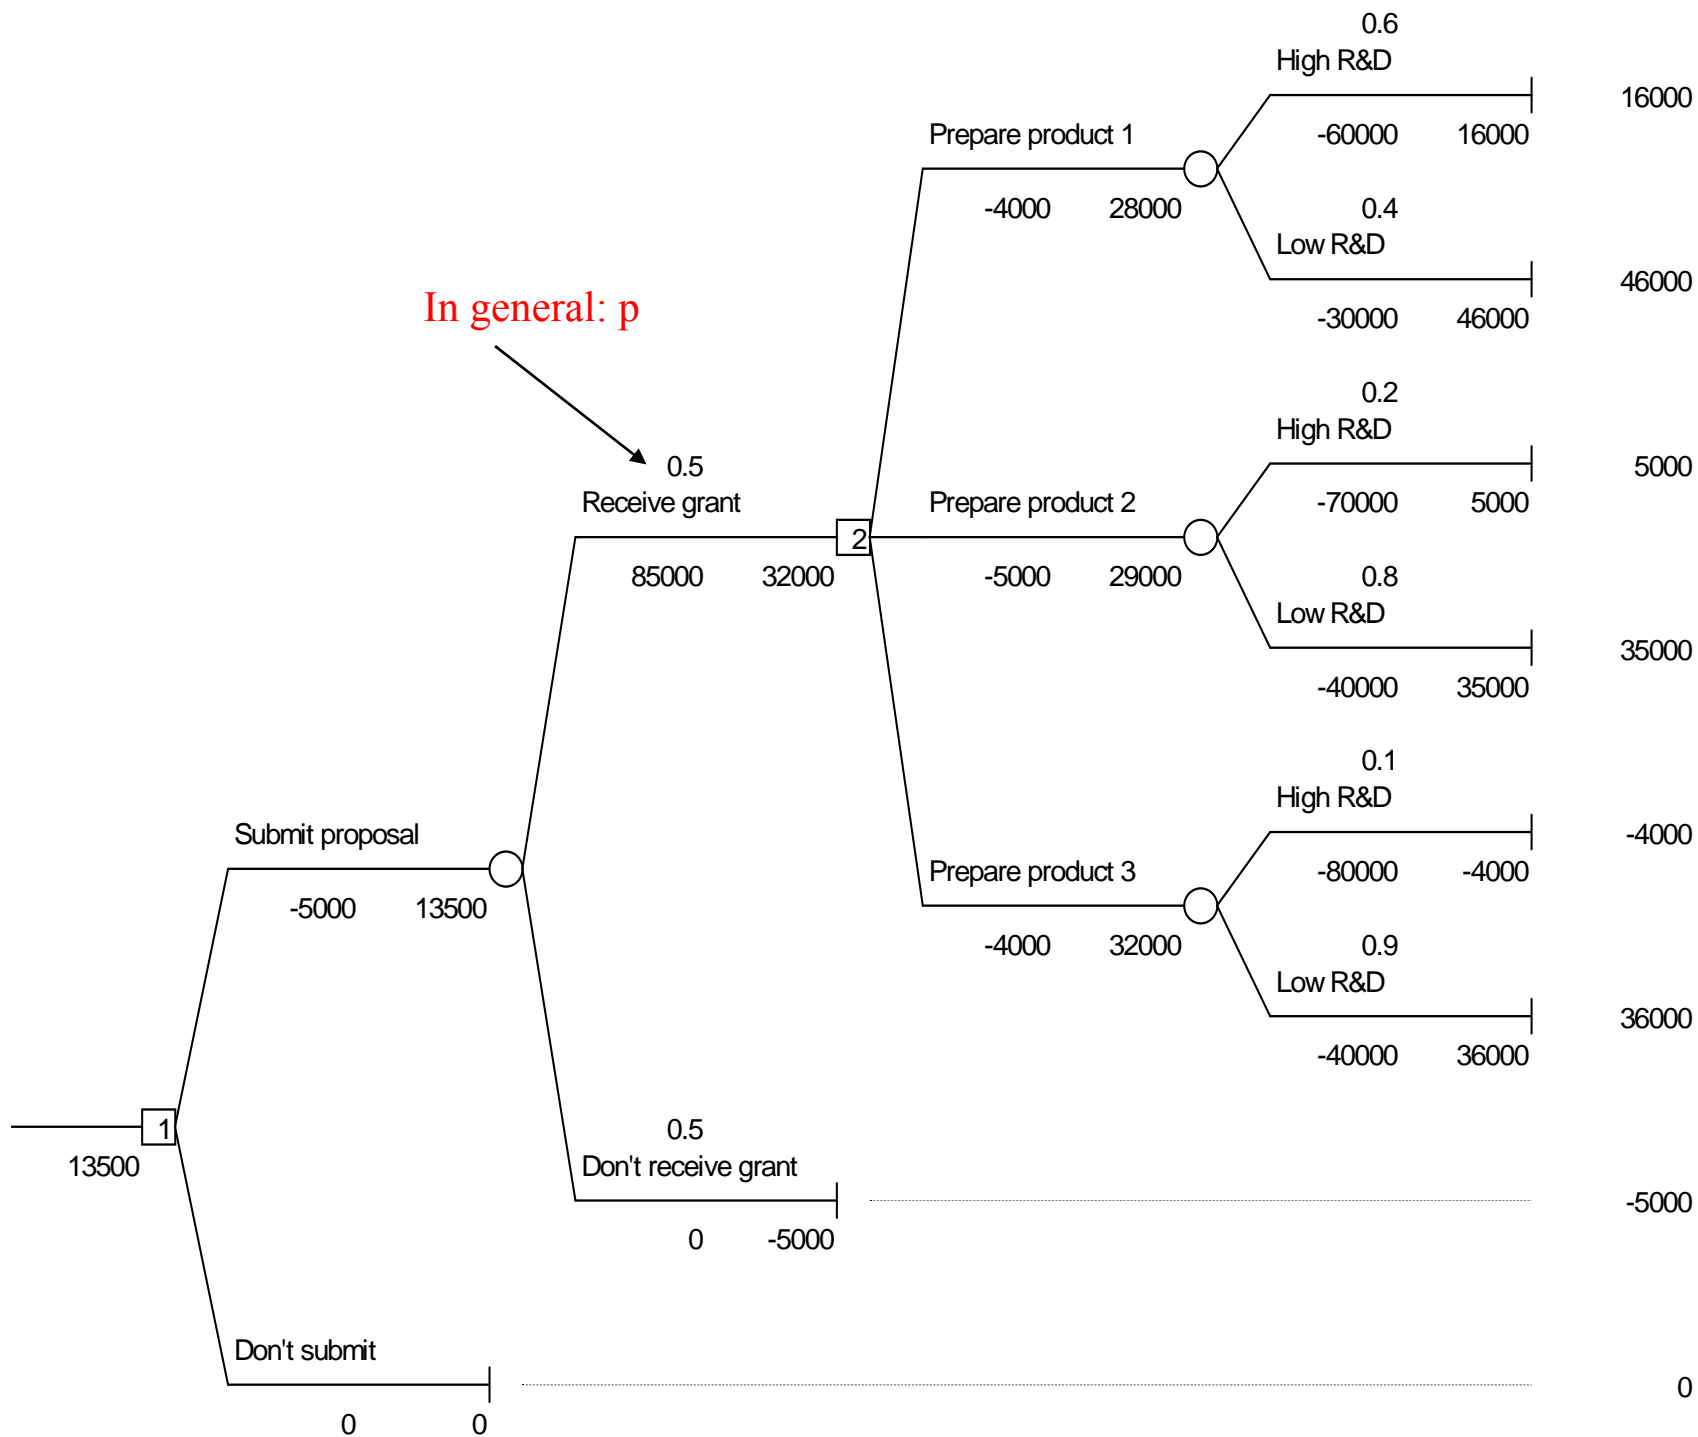 0.6
High R&D
16000
Prepare product 1
-60000 16000
-4000 28000
0.4
Low R&D
46000
In general: p
-30000 46000
0.2
High R&D
0.5
5000
Receive grant
Prepare product 2
-70000 5000
2
85000 32000
-5000 29000
0.8
Low R&D
35000
-40000 35000
0.1
High R&D
Submit proposal
-4000
Prepare product 3
-80000 -4000
-5000 13500
-4000 32000
0.9
Low R&D
36000
-40000 36000
1
0.5
13500
Don't receive grant
-5000
0 -5000
Don't submit
0
0 0